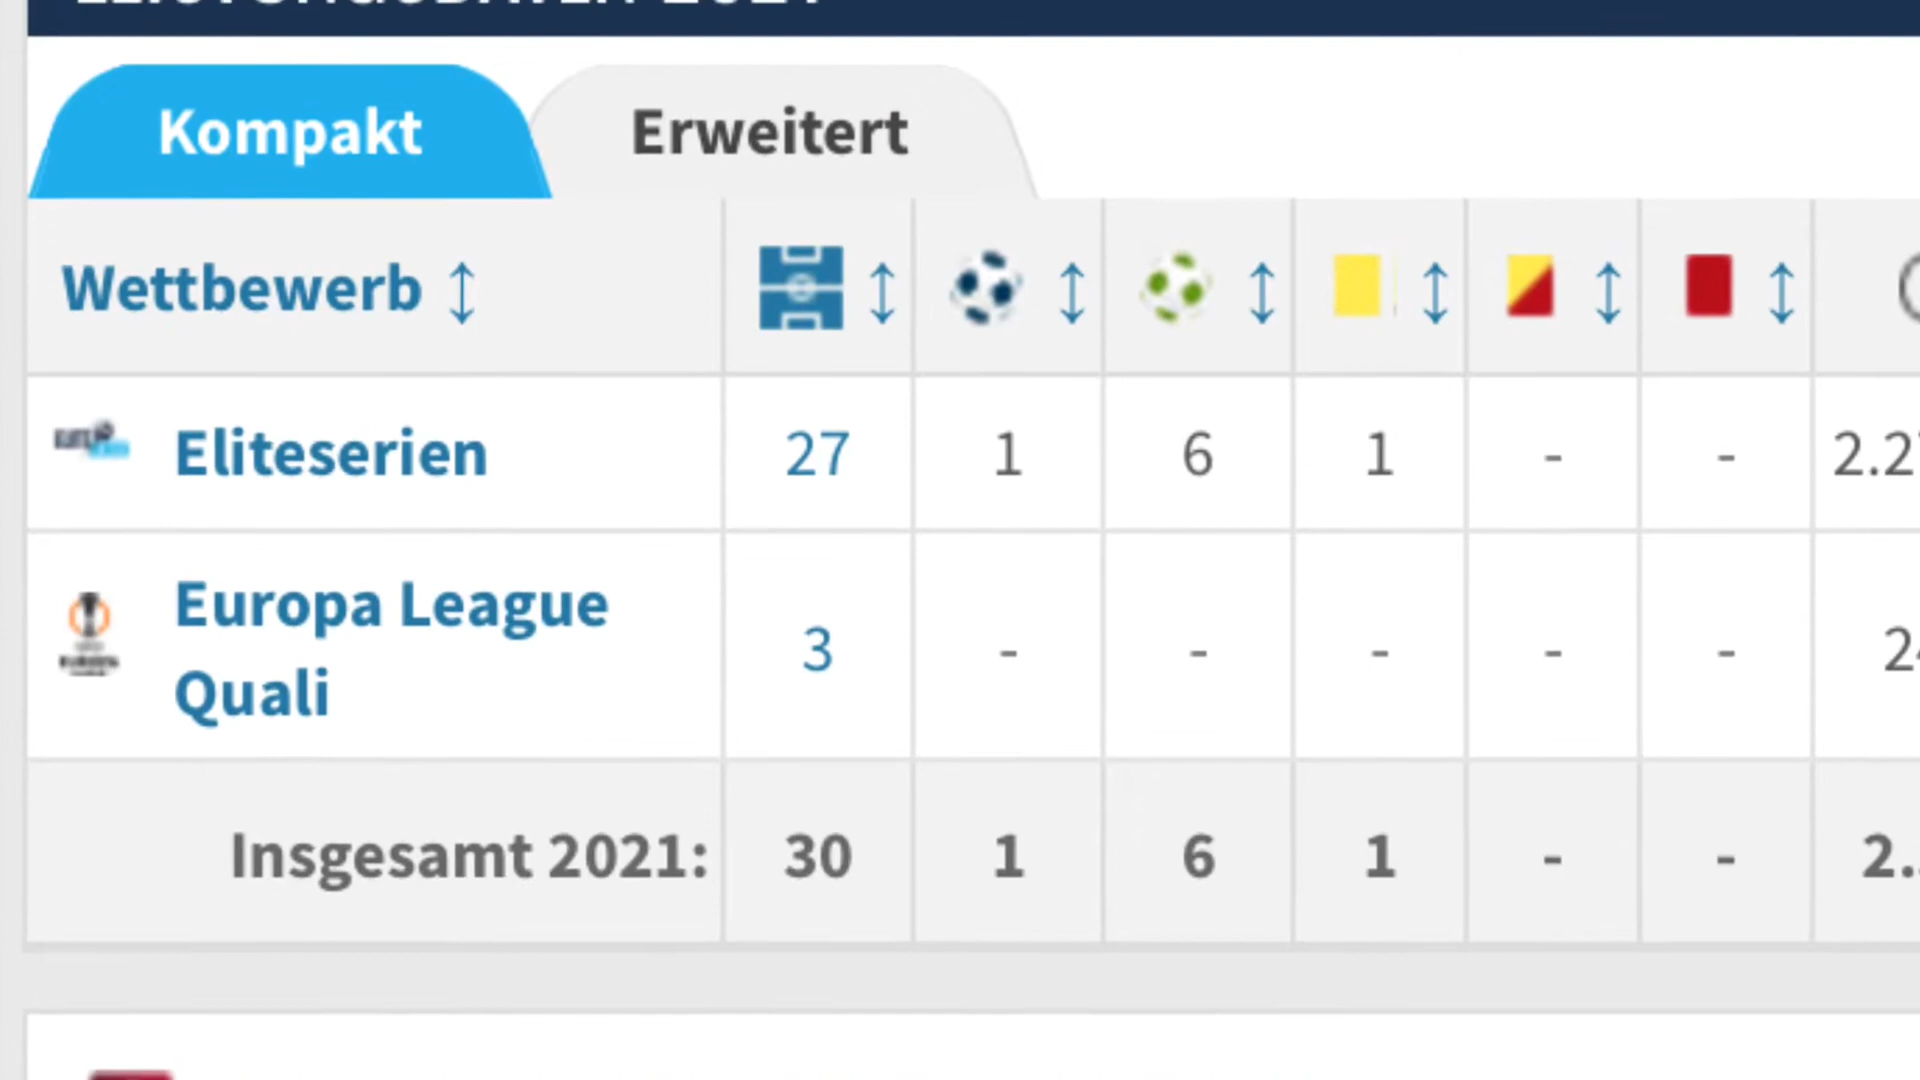 Kompakt Erweitert
Wettbewerb
Eliteserien 27 1 6 1 - -
Europa League
Quali
3 - - - - -
Insgesamt 2021: 30 1 6 1 - -